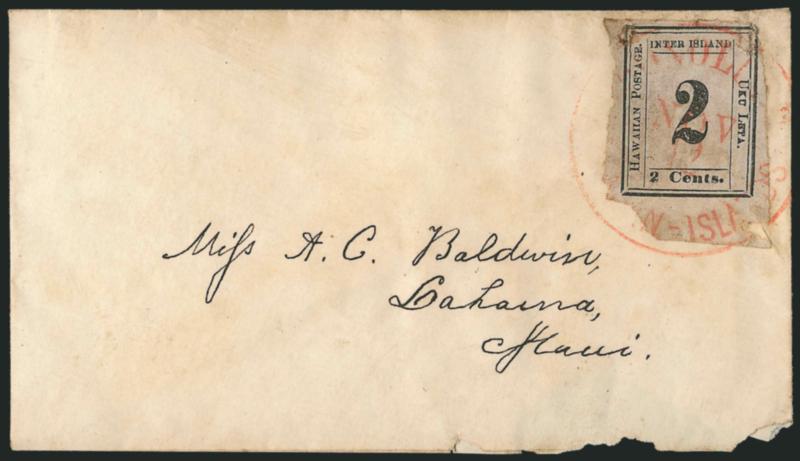 INTER ISLAND
HAWAIIAN POSTAGE.
2
UKU LETA.
2 Cents.
Miss A. C. Baldwin,
Lahaina,
Maui.